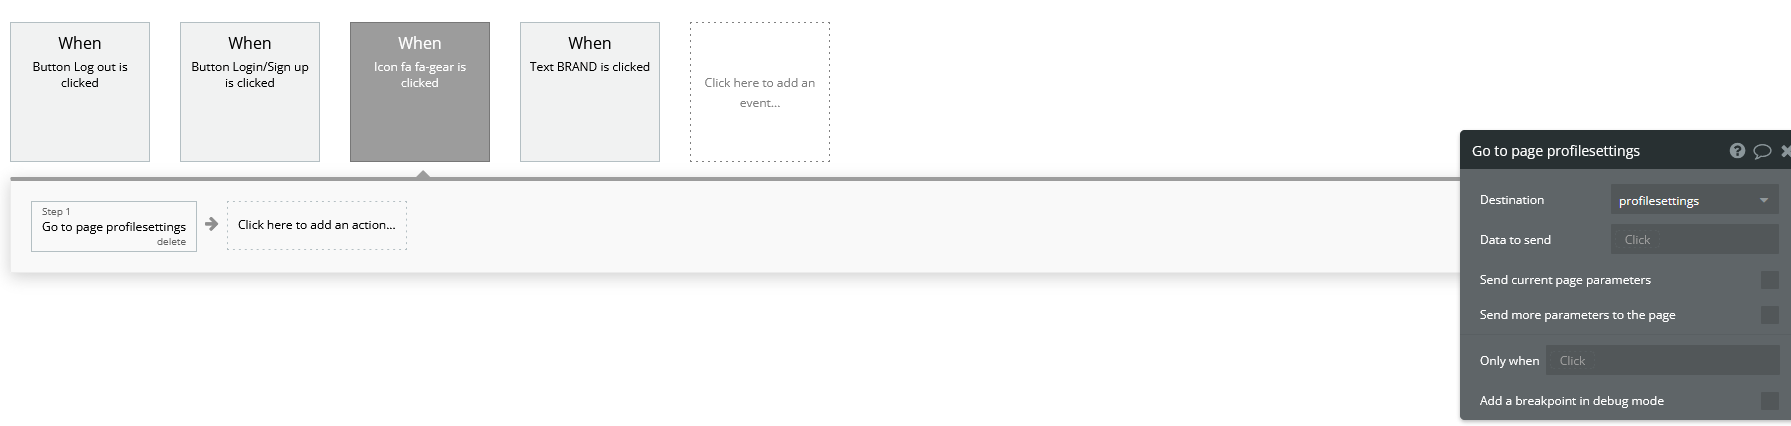 When
Button Log out is
clicked
When
Button Login/Sign up
is clicked
When
Icon fa fa-gear is
clicked
When
Text BRAND is clicked
Click here to add an
event...
Step 1
Go to page profilesettings
delete
Click here to add an action...
Go to page profilesettings
Destination
profilesettings
Data to send
Click
Send current page parameters
Send more parameters to the page
Only when
Click
Add a breakpoint in debug mode